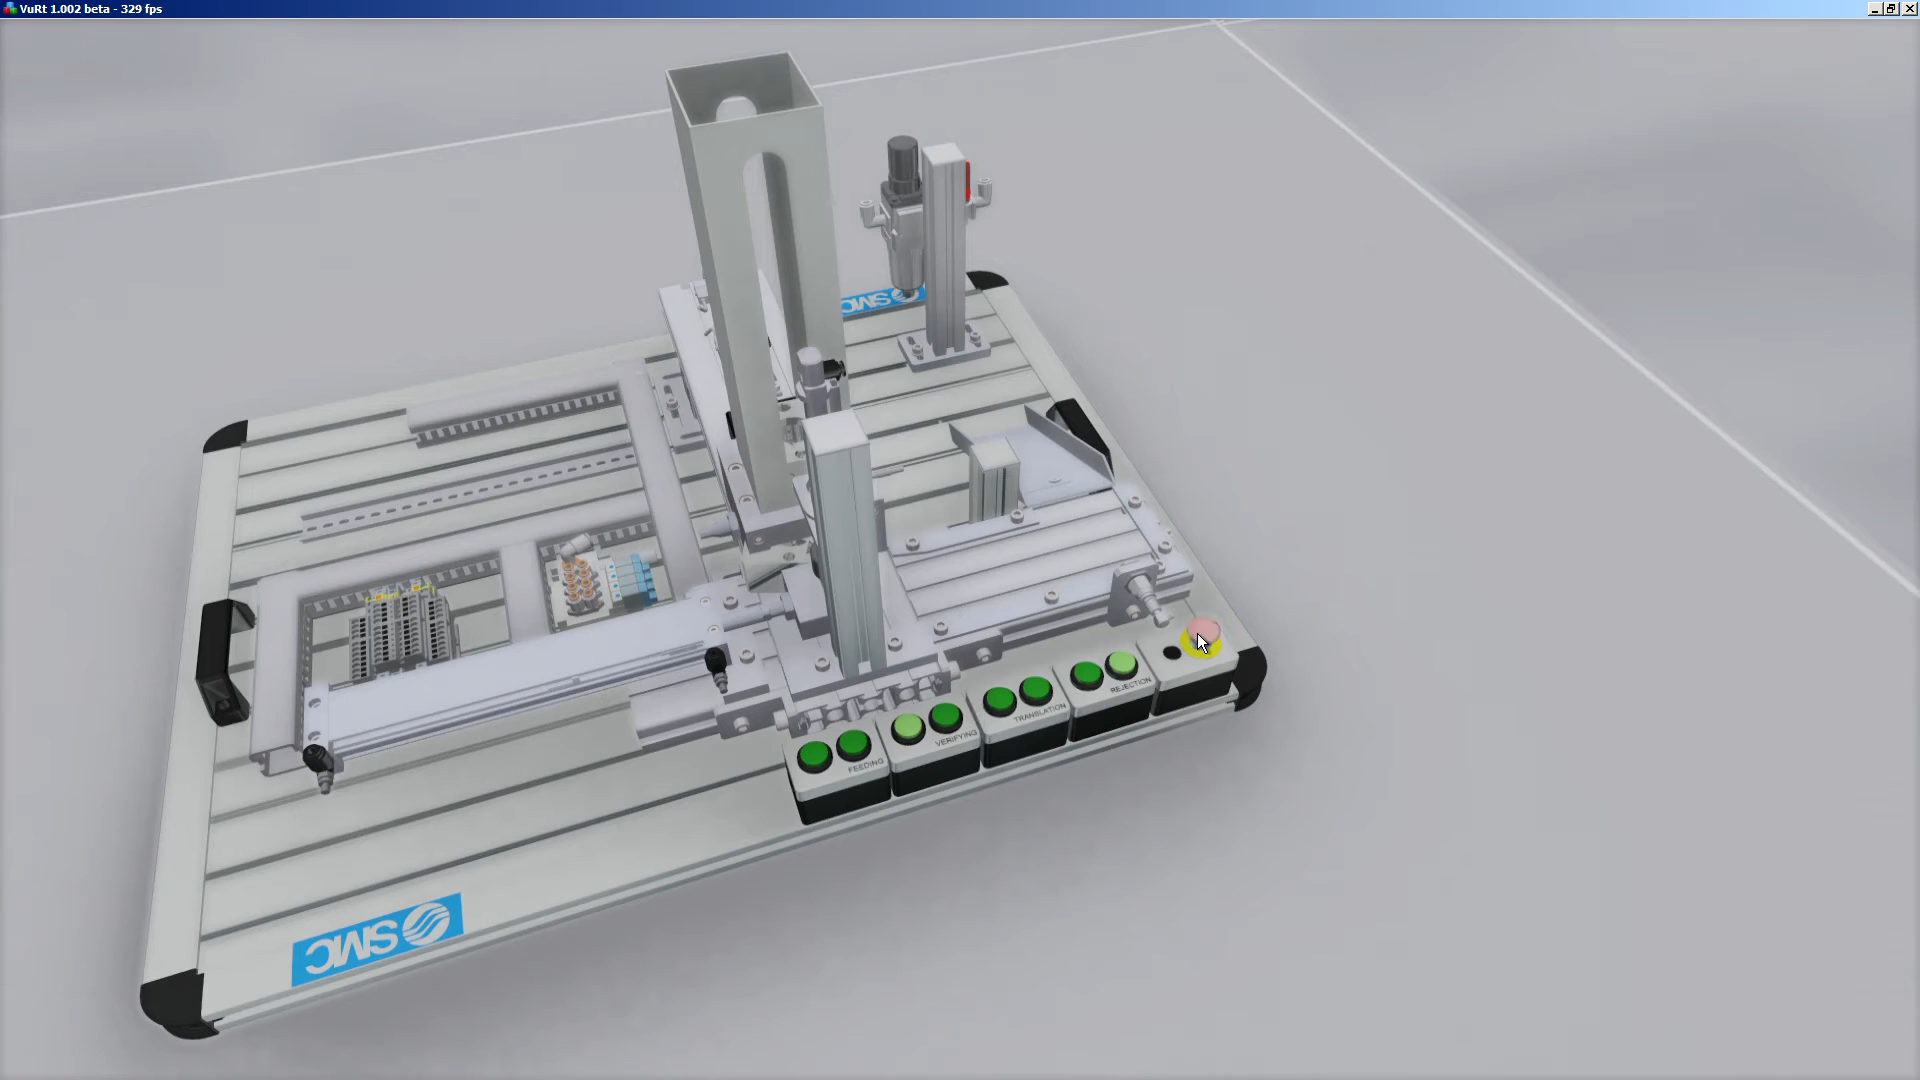 VuRt 1.002 beta - 329 fps
SMC
REJECTION
TRANSLATION
VERIFYING
FEEDING
SMC